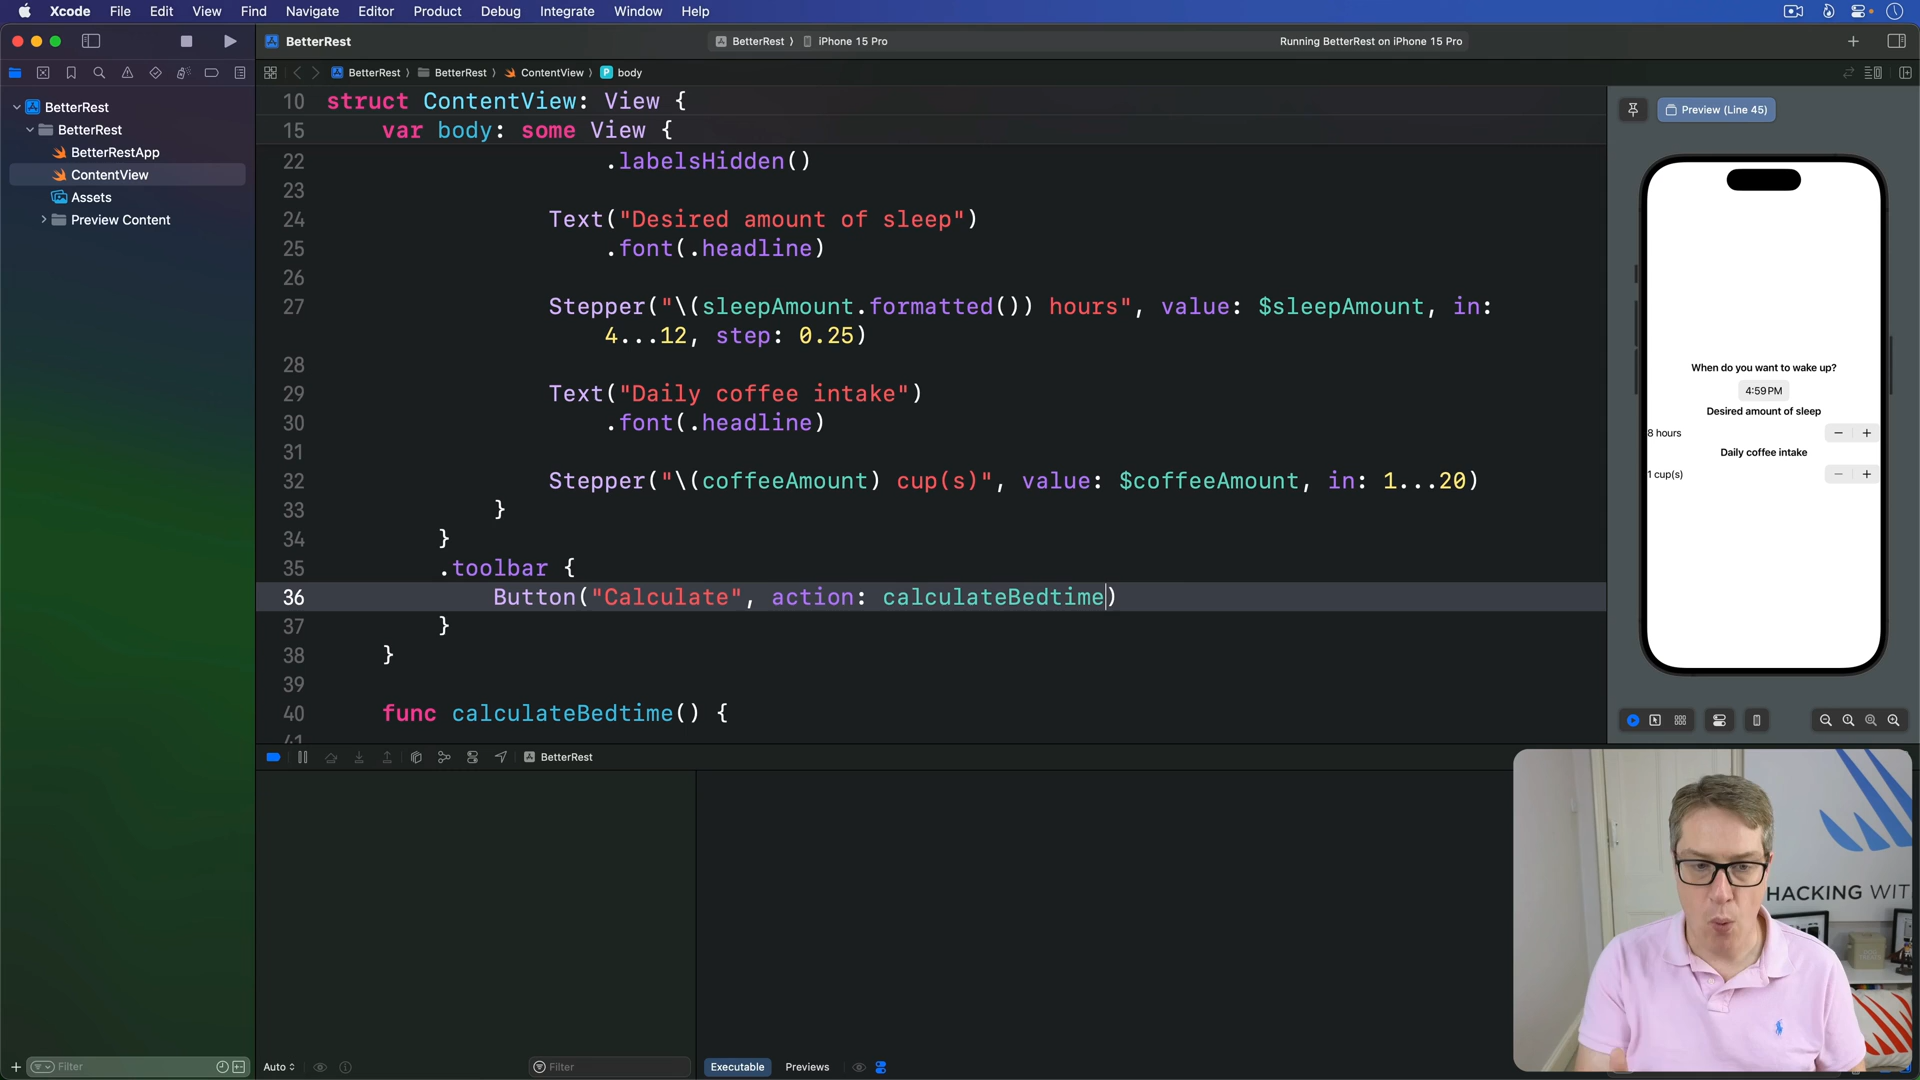 Xcode File Edit View Find Navigate Editor Product Debug Integrate Window Help
BetterRest
BetterRest iPhone 15 Pro
Running BetterRest on iPhone 15 Pro
BetterRest BetterRest ContentView P body
BetterRest
BetterRest
BetterRestApp
ContentView
Assets
Preview Content
10 struct ContentView: View {
15 var body: some View {
22 .labelsHidden()
23
24 Text("Desired amount of sleep")
25 .font(.headline)
26
27 Stepper("\(sleepAmount.formatted()) hours", value: $sleepAmount, in:
4...12, step: 0.25)
28
29 Text("Daily coffee intake")
30 .font(.headline)
31
32 Stepper("\(coffeeAmount) cup(s)", value: $coffeeAmount, in: 1...20)
33 }
34 }
35 .toolbar {
36 Button("Calculate", action: calculateBedtime)
37 }
38 }
39
40 func calculateBedtime() {
41
Preview (Line 45)
When do you want to wake up?
4:59 PM
Desired amount of sleep
8 hours
Daily coffee intake
1 cup(s)
BetterRest
HACKING WIT
Filter
Auto
Filter
Executable Previews